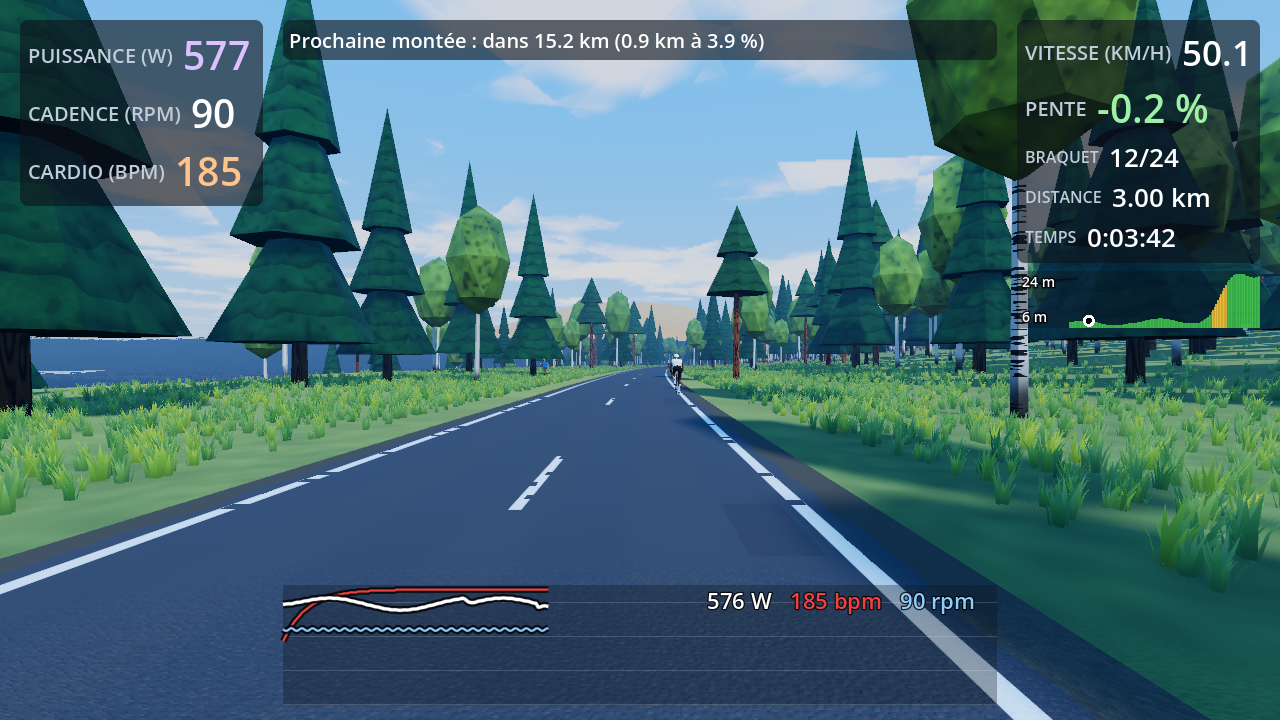 PUISSANCE (W) 577
CADENCE (RPM) 90
CARDIO (BPM) 185
Prochaine montée : dans 15.2 km (0.9 km à 3.9 %)
VITESSE (KM/H) 50.1
PENTE -0.2 %
BRAQUET 12/24
DISTANCE 3.00 km
TEMPS 0:03:42
24 m
6 m
576 W 185 bpm 90 rpm